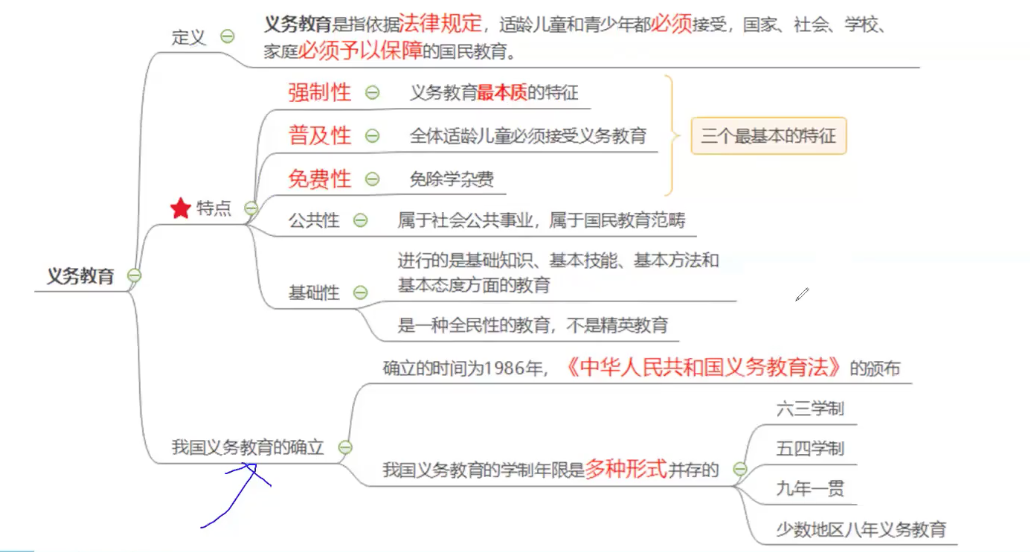 义务教育
定义
义务教育是指依据法律规定，适龄儿童和青少年都必须接受，国家、社会、学校、
家庭必须予以保障的国民教育。
特点
强制性
义务教育最本质的特征
普及性
全体适龄儿童必须接受义务教育
免费性
免除学杂费
三个最基本的特征
公共性
属于社会公共事业，属于国民教育范畴
基础性
进行的是基础知识、基本技能、基本方法和
基本态度方面的教育
是一种全民性的教育，不是精英教育
我国义务教育的确立
确立的时间为1986年，《中华人民共和国义务教育法》的颁布
我国义务教育的学制年限是多种形式并存的
六三学制
五四学制
九年一贯
少数地区八年义务教育